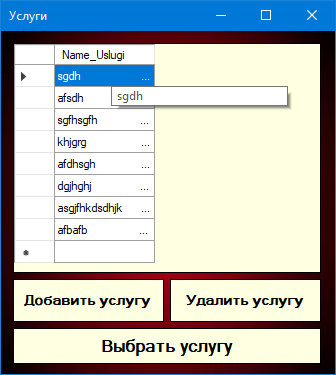 Услуги
Name_Uslugi
sgdh ...
afsdh
sgdh
sgfhsgfh ...
khjgrg ...
afdhsgh ...
dgjhghj ...
asgjfhkdsdhjk ...
afbafb ...
Добавить услугу Удалить услугу
Выбрать услугу